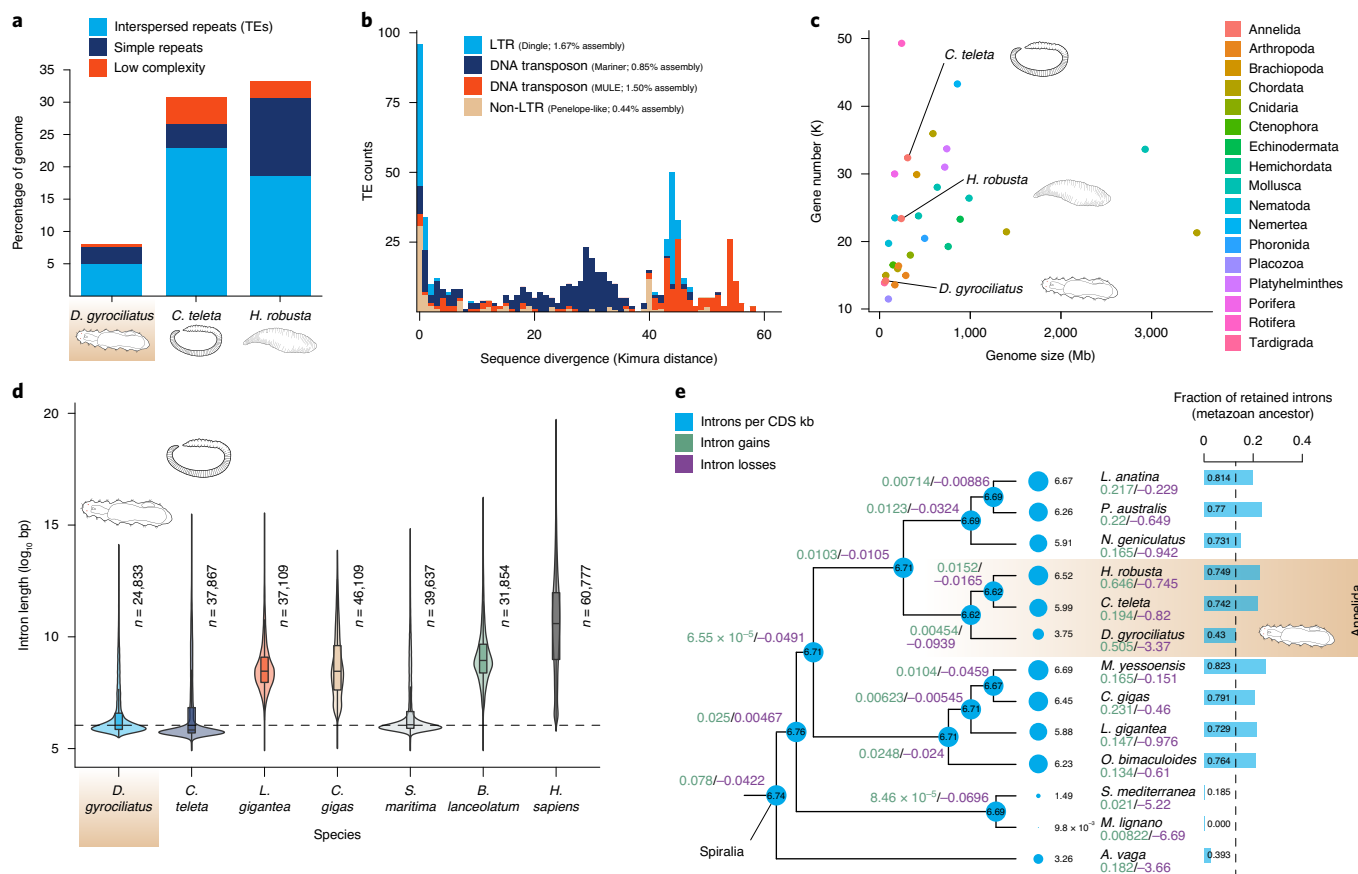 a
Interspersed repeats (TEs)
Simple repeats
Low complexity
35
30
25
20
15
10
5
Percentage of genome
D. gyrociliatus
C. teleta
H. robusta
b
100
75
50
25
TE counts
LTR (Dingle; 1.67% assembly)
DNA transposon (Mariner; 0.85% assembly)
DNA transposon (MULE; 1.50% assembly)
Non-LTR (Penelope-like; 0.44% assembly)
0
20
40
60
Sequence divergence (Kimura distance)
c
50
40
30
20
10
Gene number (K)
C. teleta
H. robusta
D. gyrociliatus
0
1,000
2,000
3,000
Genome size (Mb)
Annelida
Arthropoda
Brachiopoda
Chordata
Cnidaria
Ctenophora
Echinodermata
Hemichordata
Mollusca
Nematoda
Nemertea
Phoronida
Placozoa
Platyhelminthes
Porifera
Rotifera
Tardigrada
d
20
15
10
5
Intron length (log10 bp)
n = 24,833
n = 37,867
n = 37,109
n = 46,109
n = 39,637
n = 31,854
n = 60,777
D. gyrociliatus
C. teleta
L. gigantea
C. gigas
S. maritima
B. lanceolatum
H. sapiens
Species
e
Introns per CDS kb
Intron gains
Intron losses
Fraction of retained introns
(metazoan ancestor)
0
0.2
0.4
0.00714/–0.00886
0.0123/–0.0324
0.0103/–0.0105
0.0152/
–0.0165
0.00454/
–0.0939
6.55 × 10⁻⁵/–0.0491
0.0104/–0.0459
0.00623/–0.00545
0.025/0.00467
0.0248/–0.024
0.078/–0.0422
8.46 × 10⁻⁵/–0.0696
Spiralia
6.69
6.69
6.71
6.62
6.62
6.71
6.67
6.71
6.76
6.71
6.74
6.69
6.67
L. anatina
0.217/–0.229
0.814
6.26
P. australis
0.22/–0.649
0.77
5.91
N. geniculatus
0.165/–0.942
0.731
6.52
H. robusta
0.646/–0.745
0.749
5.99
C. teleta
0.194/–0.82
0.742
3.75
D. gyrociliatus
0.505/–3.37
0.43
6.69
M. yessoensis
0.165/–0.151
0.823
6.45
C. gigas
0.231/–0.46
0.791
5.88
L. gigantea
0.147/–0.976
0.729
6.23
O. bimaculoides
0.134/–0.61
0.764
1.49
S. mediterranea
0.021/–5.22
0.185
9.8 × 10⁻³
M. lignano
0.00822/–6.69
0.000
3.26
A. vaga
0.182/–3.66
0.393
Annelida